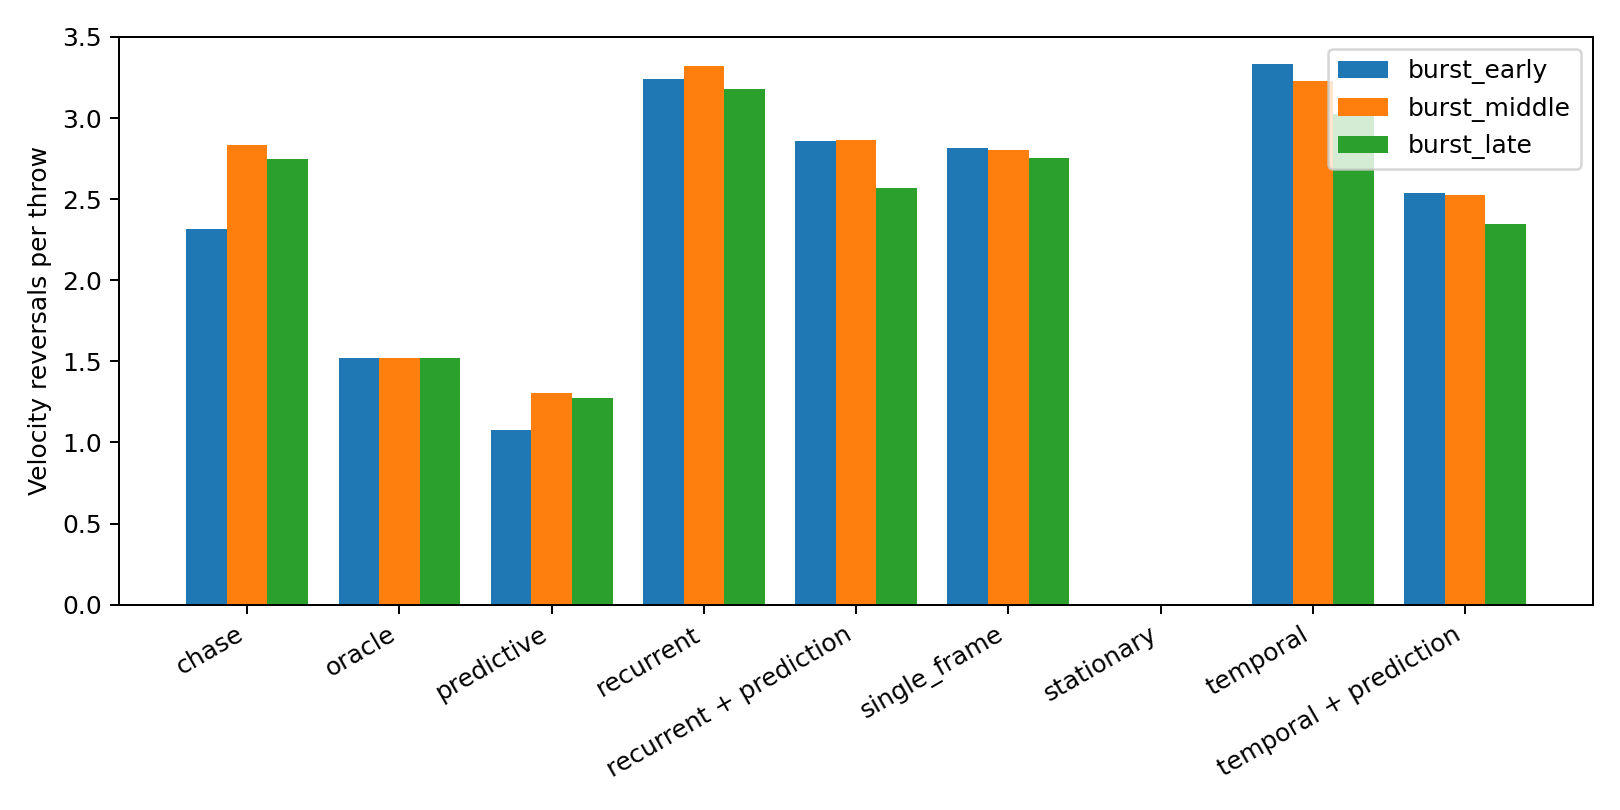 3.5
3.0
2.5
2.0
1.5
1.0
0.5
0.0
Velocity reversals per throw
burst_early
burst_middle
burst_late
chase
oracle
predictive
recurrent
recurrent + prediction
single_frame
stationary
temporal
temporal + prediction